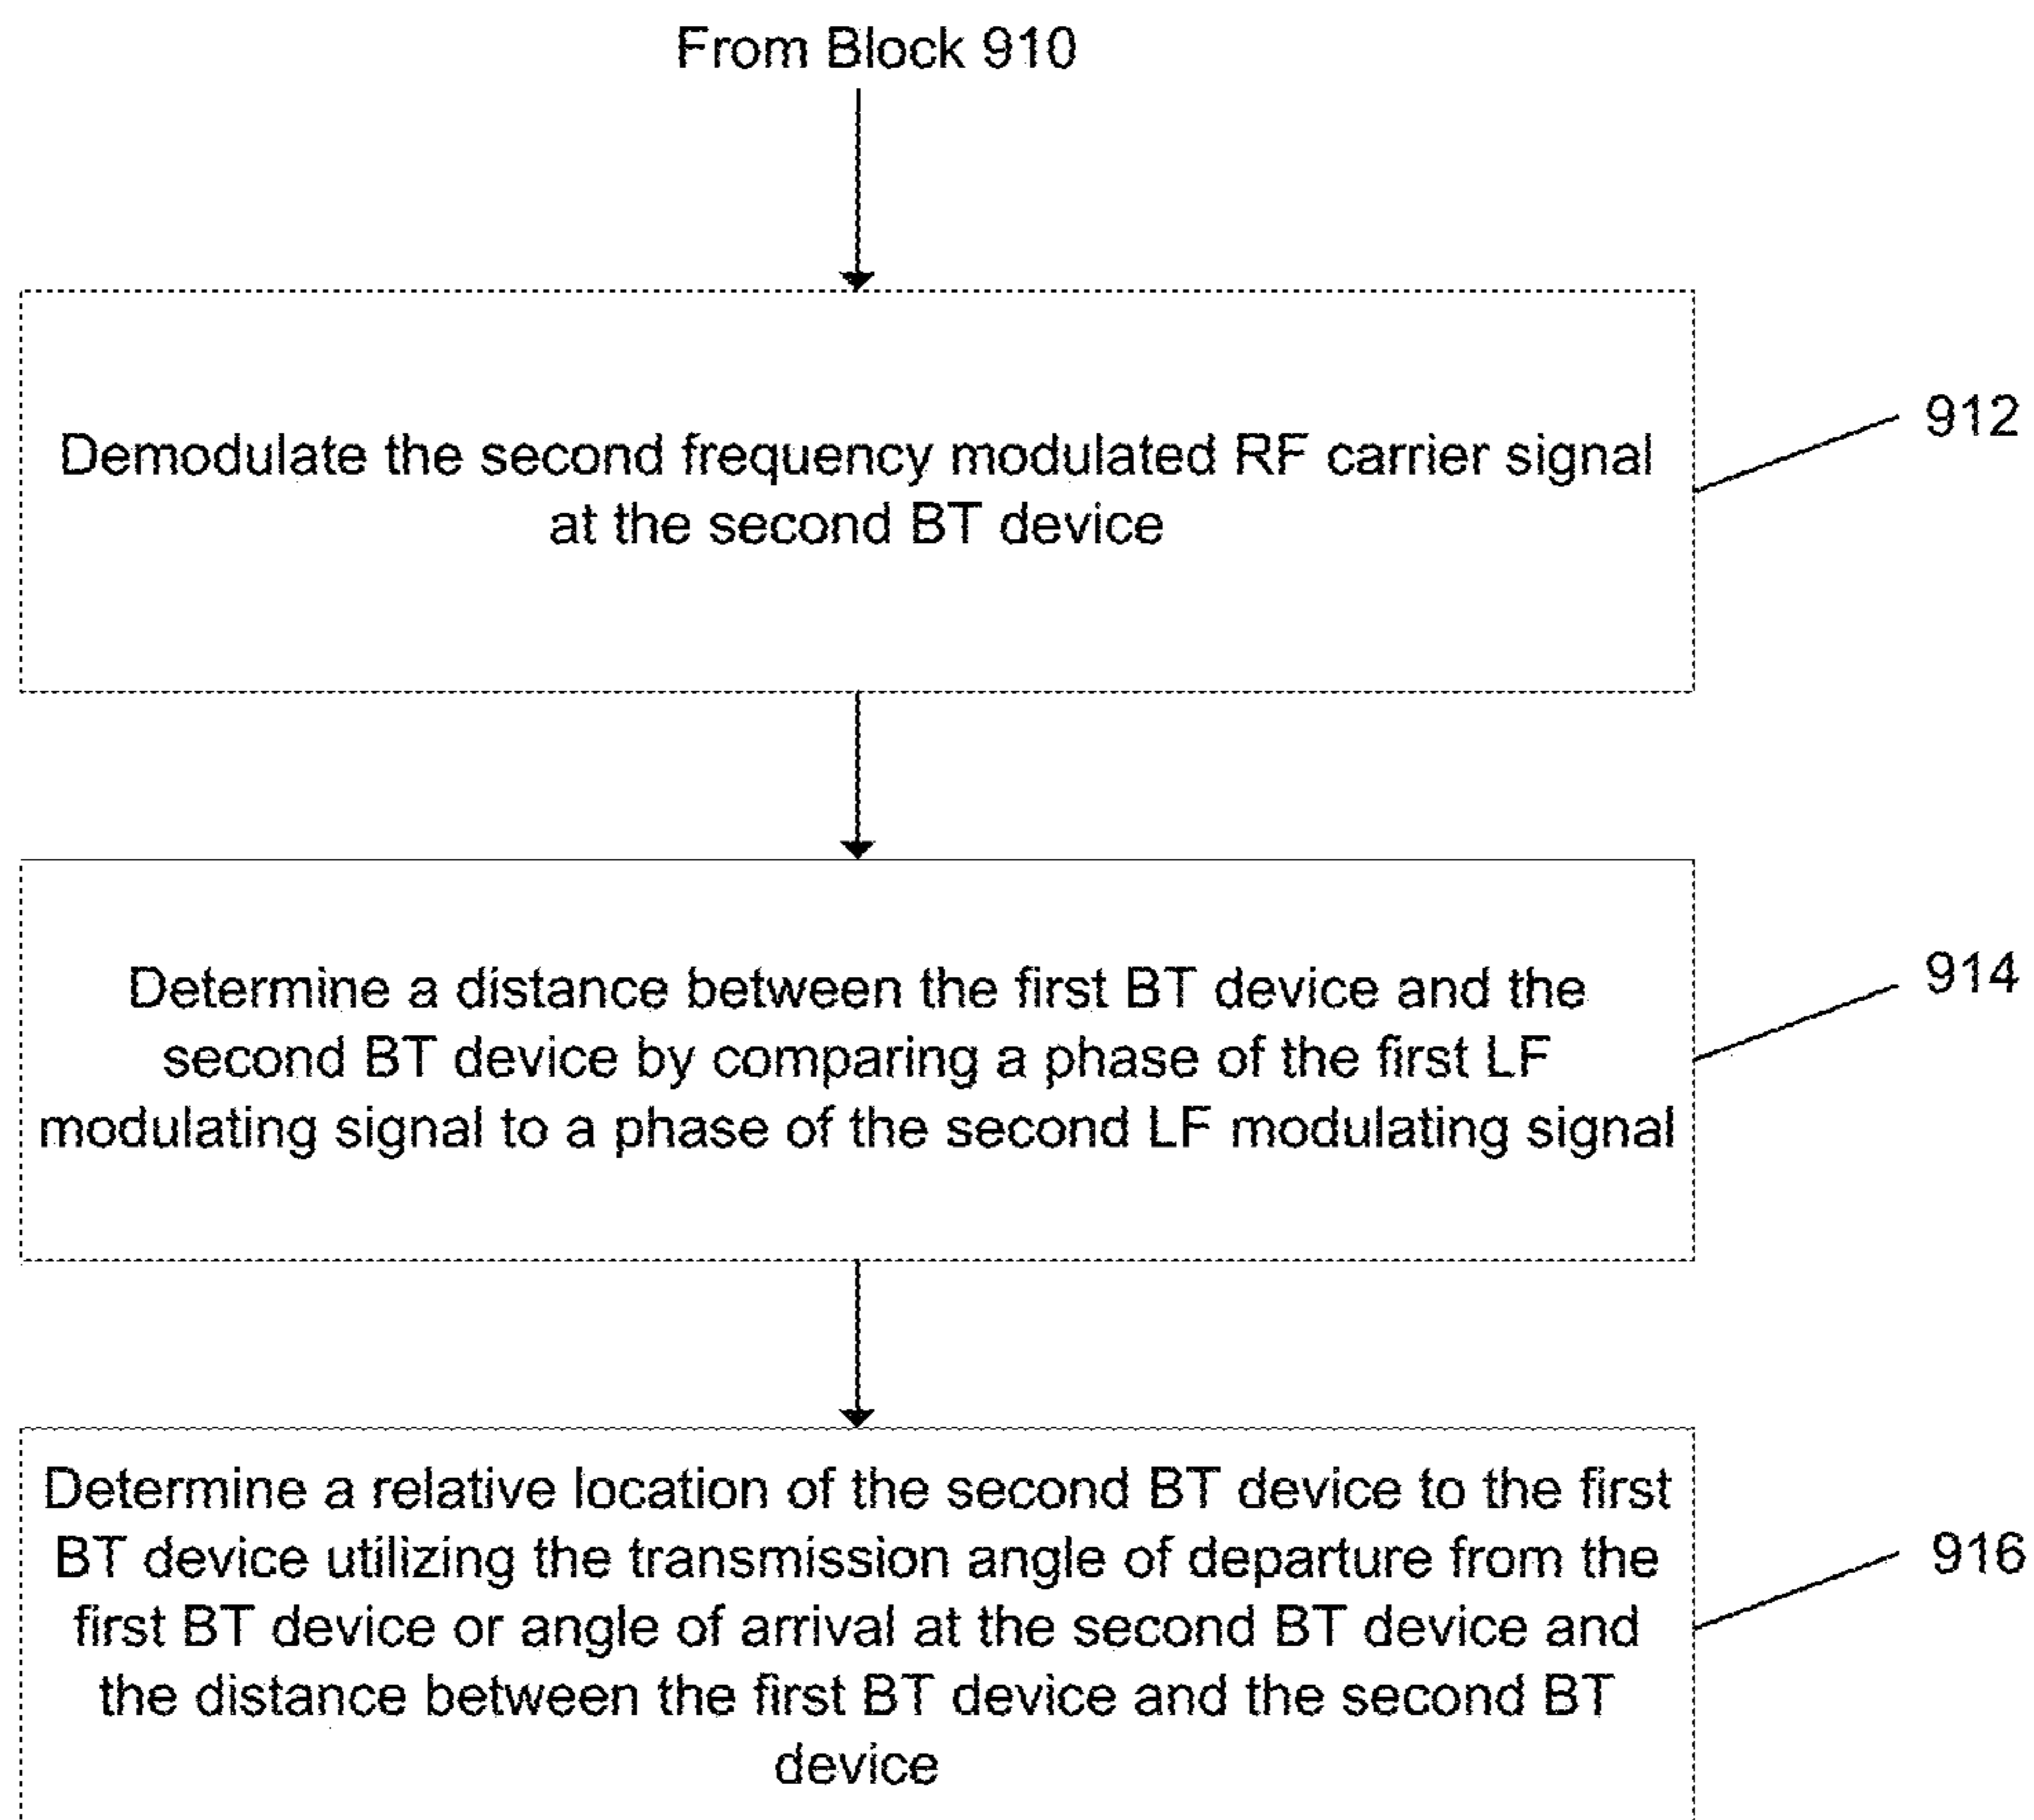 From Block 910
Demodulate the second frequency modulated RF carrier signal
at the second BT device
912
Determine a distance between the first BT device and the
second BT device by comparing a phase of the first LF
modulating signal to a phase of the second LF modulating signal
914
Determine a relative location of the second BT device to the first
BT device utilizing the transmission angle of departure from the
first BT device or angle of arrival at the second BT device and
the distance between the first BT device and the second BT
device
916